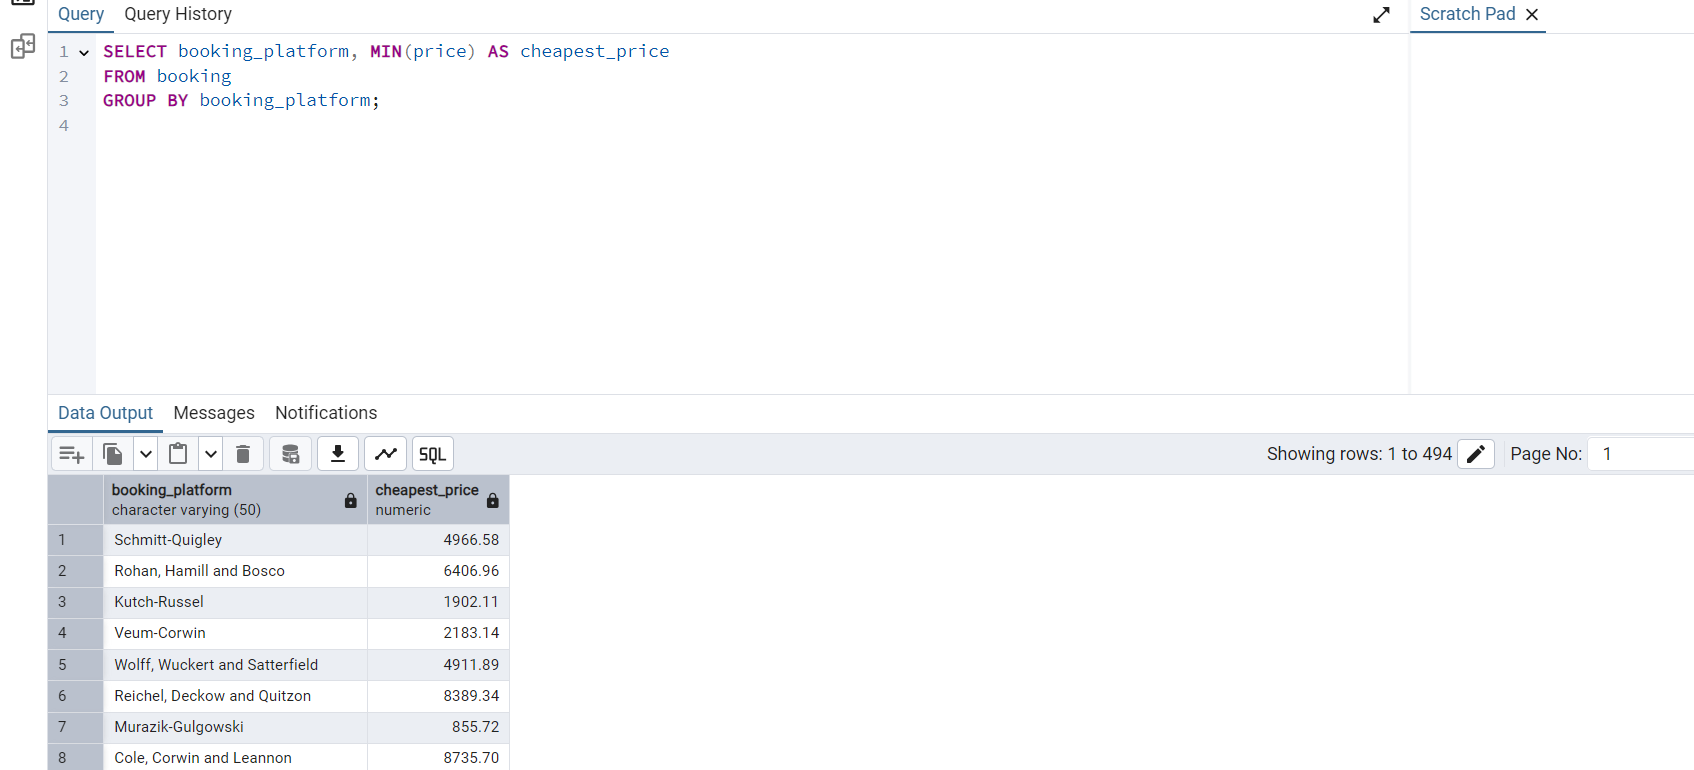 Query Query History Scratch Pad
1 SELECT booking_platform, MIN(price) AS cheapest_price
2 FROM booking
3 GROUP BY booking_platform;
4
Data Output Messages Notifications
SQL Showing rows: 1 to 494 Page No: 1
booking_platform cheapest_price
character varying (50) numeric
1 Schmitt-Quigley 4966.58
2 Rohan, Hamill and Bosco 6406.96
3 Kutch-Russel 1902.11
4 Veum-Corwin 2183.14
5 Wolff, Wuckert and Satterfield 4911.89
6 Reichel, Deckow and Quitzon 8389.34
7 Murazik-Gulgowski 855.72
8 Cole, Corwin and Leannon 8735.70